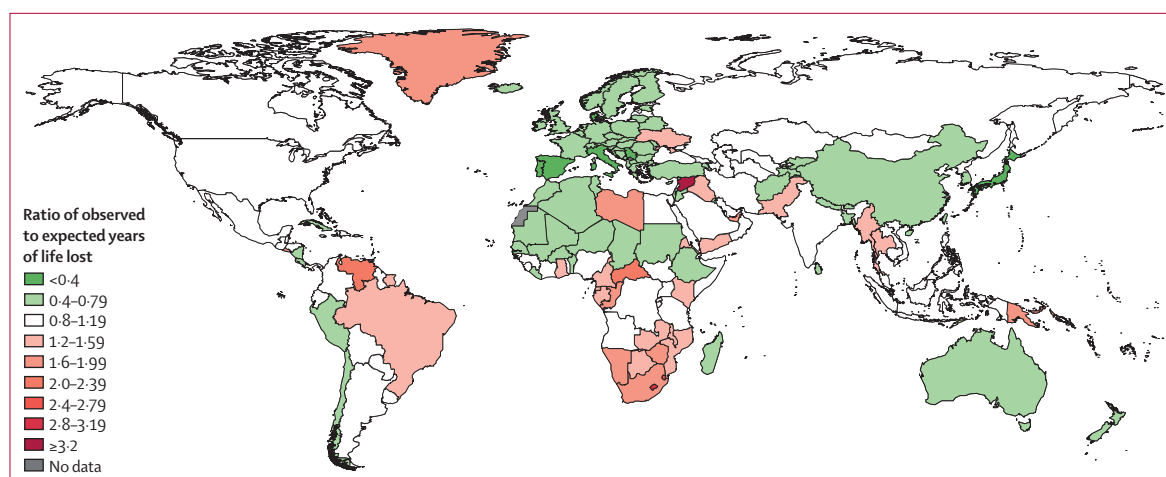 Ratio of observed
to expected years
of life lost
<0·4
0·4–0·79
0·8–1·19
1·2–1·59
1·6–1·99
2·0–2·39
2·4–2·79
2·8–3·19
≥3·2
No data